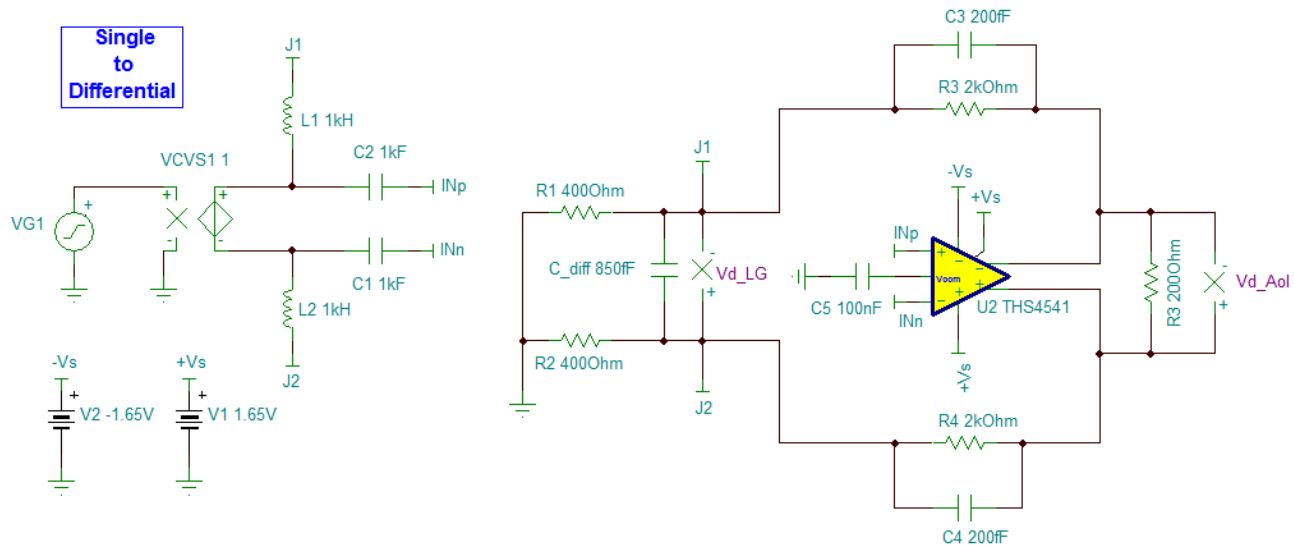 Single
to
Differential
J1
L1 1kH
VCVS1 1
C2 1kF
INp
+
-
+
-
VG1
+
C1 1kF
INn
L2 1kH
J2
-Vs
+
V2 -1.65V
+Vs
+
V1 1.65V
C3 200fF
R3 2kOhm
J1
R1 400Ohm
C_diff 850fF
-
Vd_LG
+
R2 400Ohm
J2
-Vs
+Vs
INp
+
-
-
Vocm
C5 100nF
INn
-
+
+
U2 THS4541
+Vs
R3 200Ohm
-
Vd_Aol
+
R4 2kOhm
C4 200fF